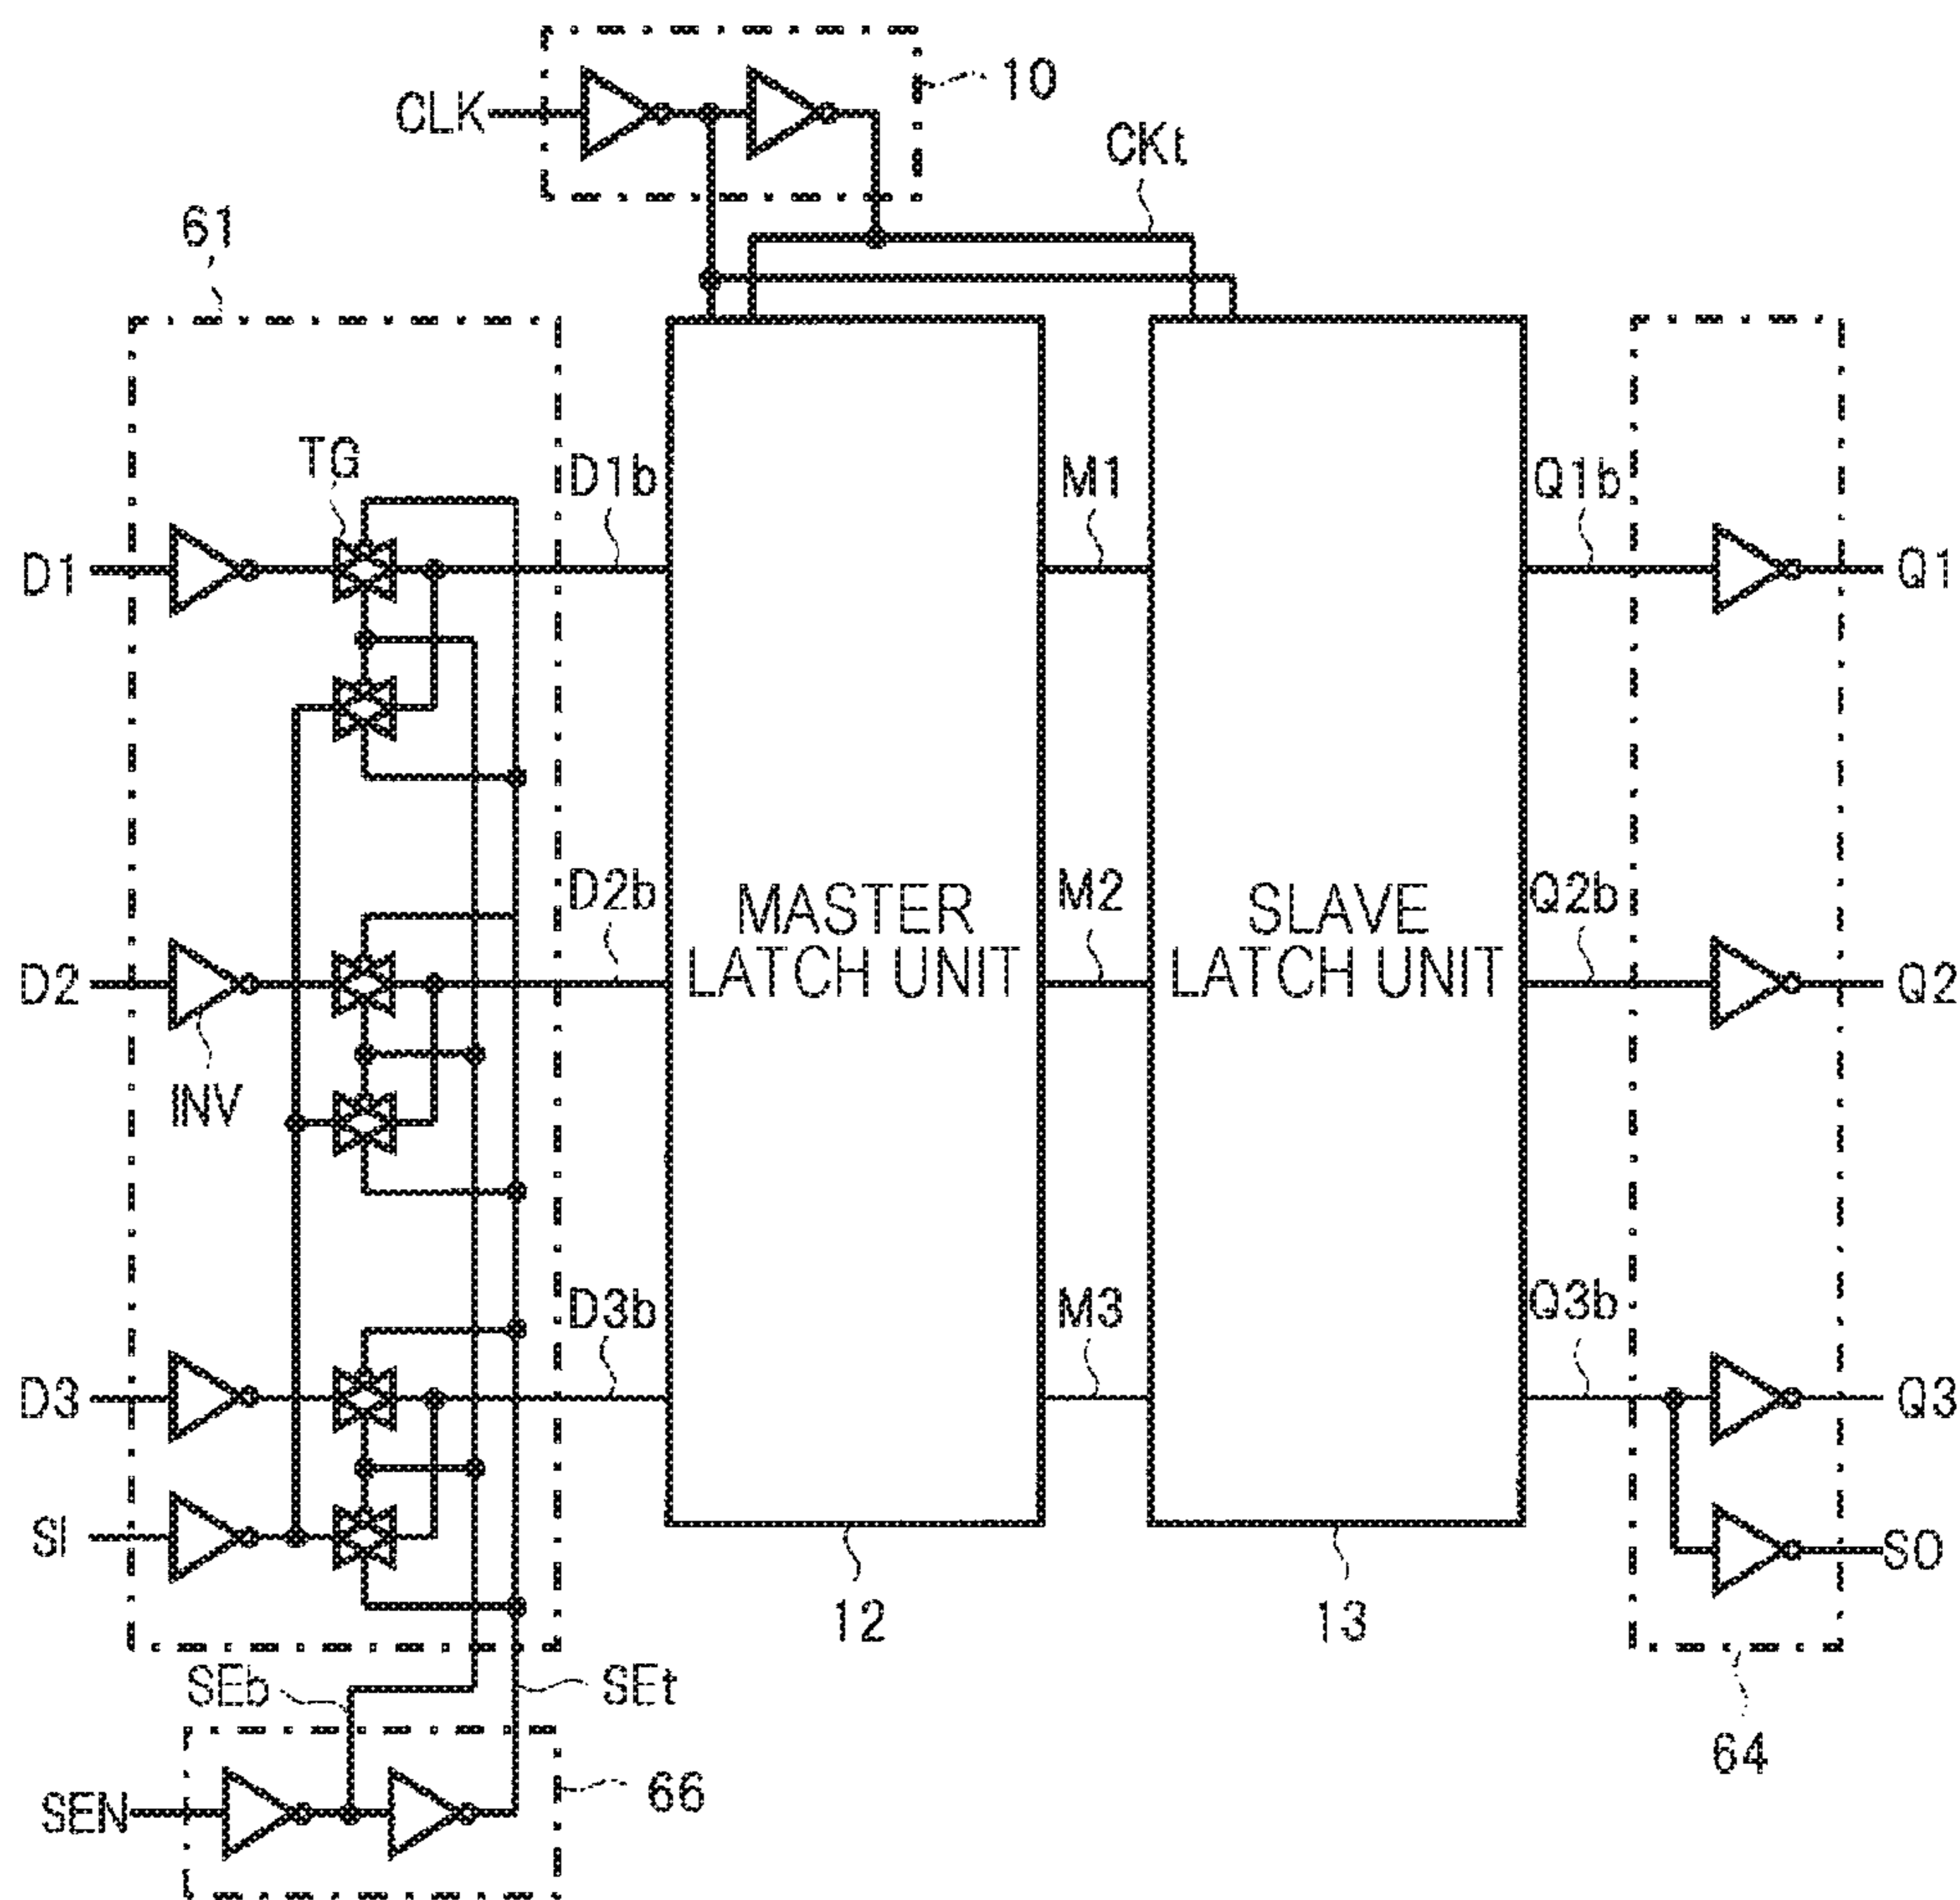 CLK
10
CKt
61
TG
D1b
M1
Q1b
D1
Q1
D2b
MASTER
LATCH UNIT
M2
SLAVE
LATCH UNIT
Q2b
D2
Q2
INV
D3b
M3
Q3b
D3
Q3
SI
SO
12
13
SEb
SEt
64
SEN
66